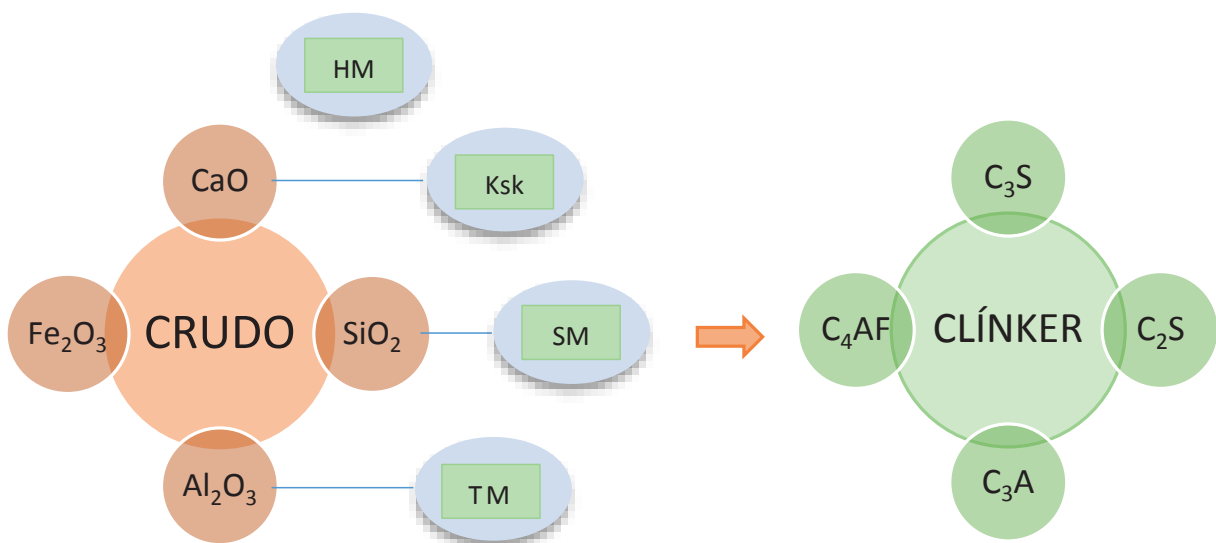 HM
CaO
Ksk
Fe₂O₃
CRUDO
SiO₂
SM
Al₂O₃
TM
C₃S
C₄AF
CLÍNKER
C₂S
C₃A